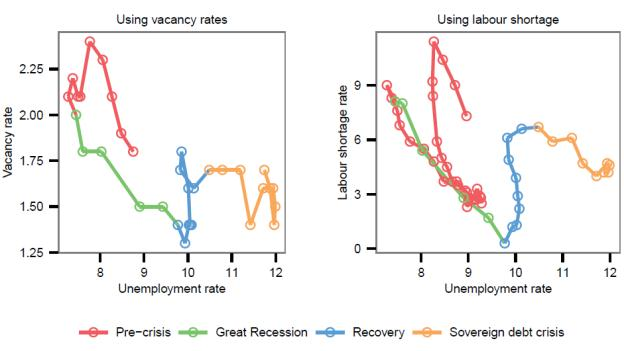 Using vacancy rates
Vacancy rate
2.25
2.00
1.75
1.50
1.25
8 9 10 11 12
Unemployment rate
Using labour shortage
Labour shortage rate
9
6
3
0
8 9 10 11 12
Unemployment rate
Pre−crisis Great Recession Recovery Sovereign debt crisis